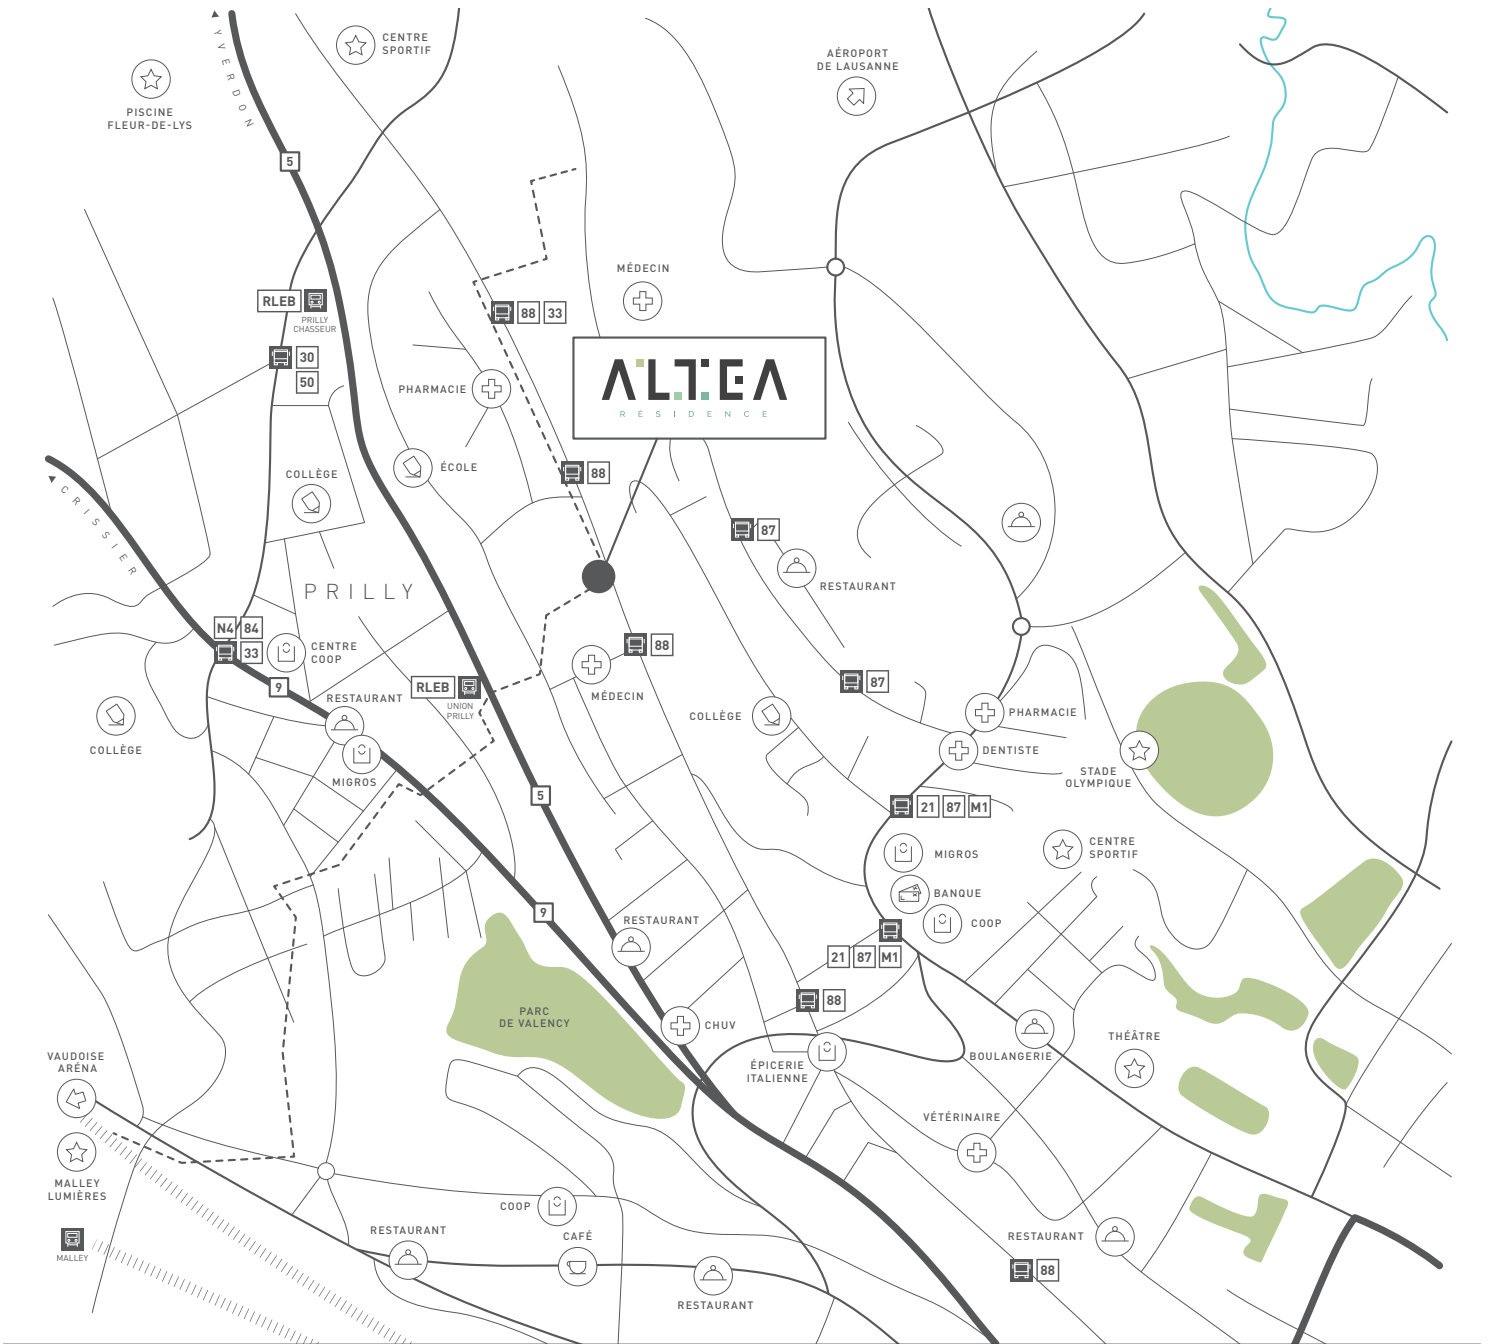 YVERDON
CENTRE
SPORTIF
PISCINE
FLEUR-DE-LYS
AÉROPORT
DE LAUSANNE
5
MÉDECIN
RLEB
PRILLY
CHASSEUR
88 33
30
50
PHARMACIE
ALTEA
RÉSIDENCE
ÉCOLE
COLLÈGE
88
CRISSIER
87
RESTAURANT
PRILLY
N4 84
33
CENTRE
COOP
88
MÉDECIN
9
RLEB
UNION
PRILLY
87
RESTAURANT
COLLÈGE
PHARMACIE
COLLÈGE
DENTISTE
MIGROS
STADE
OLYMPIQUE
5
21 87 M1
MIGROS
CENTRE
SPORTIF
BANQUE
9
RESTAURANT
COOP
21 87 M1
88
PARC
DE VALENCY
CHUV
ÉPICERIE
ITALIENNE
BOULANGERIE
THÉÂTRE
VAUDOISE
ARÉNA
VÉTÉRINAIRE
MALLEY
LUMIÈRES
COOP
MALLEY
RESTAURANT
CAFÉ
RESTAURANT
88
RESTAURANT